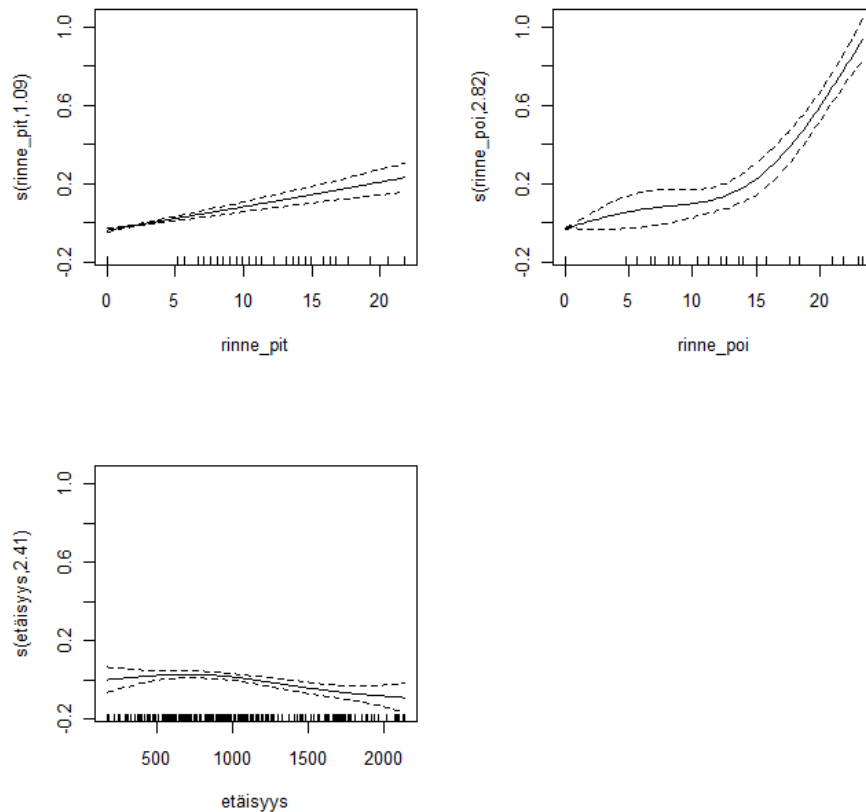 s(rinne_pit,1.09)
-0.2 0.2 0.6 1.0
0 5 10 15 20
rinne_pit
s(rinne_poi,2.82)
-0.2 0.2 0.6 1.0
0 5 10 15 20
rinne_poi
s(etäisyys,2.41)
-0.2 0.2 0.6 1.0
500 1000 1500 2000
etäisyys